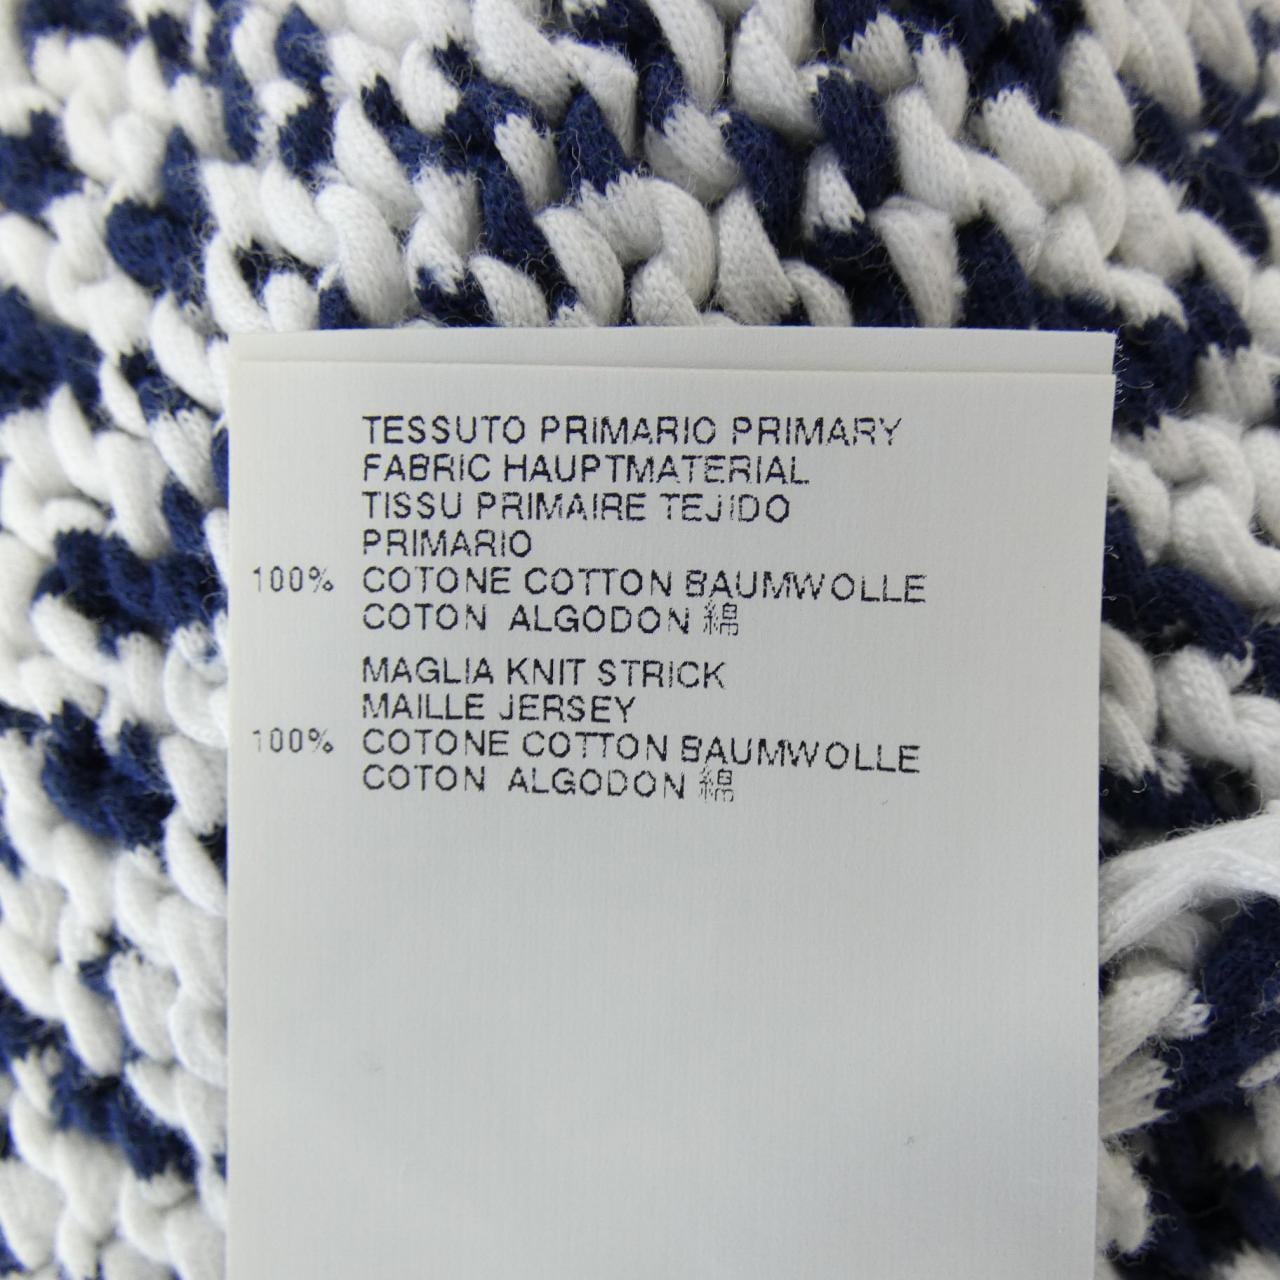 TESSUTO PRIMARIO PRIMARY
FABRIC HAUPTMATERIAL
TISSU PRIMAIRE TEJIDO
PRIMARIO
100% COTONE COTTON BAUMWOLLE
COTON ALGODON 綿
MAGLIA KNIT STRICK
MAILLE JERSEY
100% COTONE COTTON BAUMWOLLE
COTON ALGODON 綿